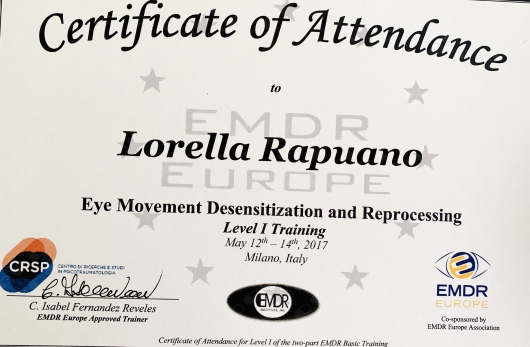 Certificate of Attendance
to
EMDR
Lorella Rapuano
EUROPE
Eye Movement Desensitization and Reprocessing
Level I Training
May 12th – 14th, 2017
Milano, Italy
CRSP
CENTRO DI RICERCHE E STUDI
IN PSICOTRAUMATOLOGIA
C. Isabel Fernandez Reveles
EMDR Europe Approved Trainer
EMDR
INSTITUTE, INC
EMDR
EUROPE
Co-sponsored by
EMDR Europe Association
Certificate of Attendance for Level I of the two-part EMDR Basic Training